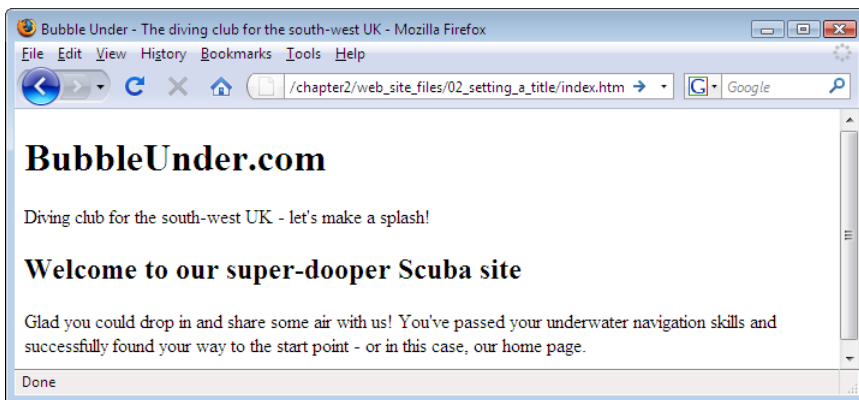 Bubble Under - The diving club for the south-west UK - Mozilla Firefox
File Edit View History Bookmarks Tools Help
/chapter2/web_site_files/02_setting_a_title/index.htm G Google
BubbleUnder.com
Diving club for the south-west UK - let's make a splash!
Welcome to our super-dooper Scuba site
Glad you could drop in and share some air with us! You've passed your underwater navigation skills and
successfully found your way to the start point - or in this case, our home page.
Done